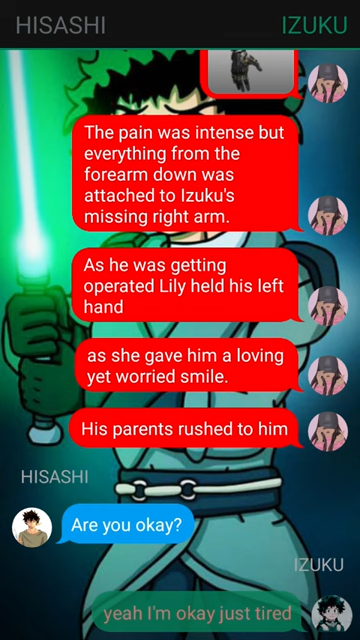 HISASHI
IZUKU
The pain was intense but
everything from the
forearm down was
attached to Izuku's
missing right arm.
As he was getting
operated Lily held his left
hand
as she gave him a loving
yet worried smile.
His parents rushed to him
HISASHI
Are you okay?
IZUKU
yeah I'm okay just tired